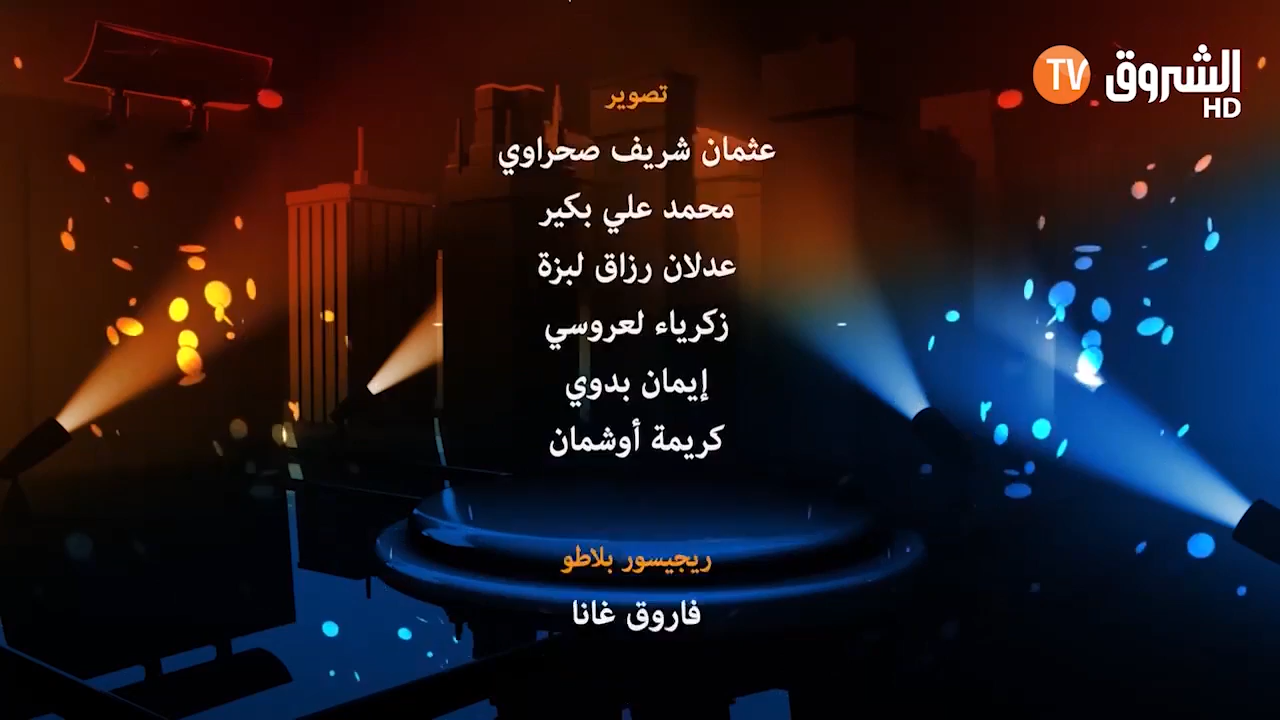 الشروق TV
HD
تصوير
عثمان شريف صحراوي
محمد علي بكير
عدلان رزاق لبزة
زكرياء لعروسي
إيمان بدوي
كريمة أوشمان
ريجيسور بلاطو
فاروق غانا